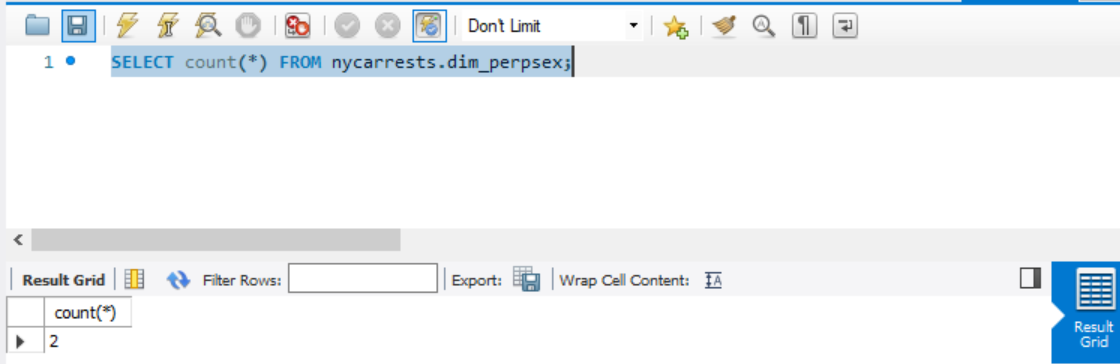 Don't Limit
1 SELECT count(*) FROM nycarrests.dim_perpsex;
Result Grid Filter Rows: Export: Wrap Cell Content: IA
count(*)
2
Result
Grid